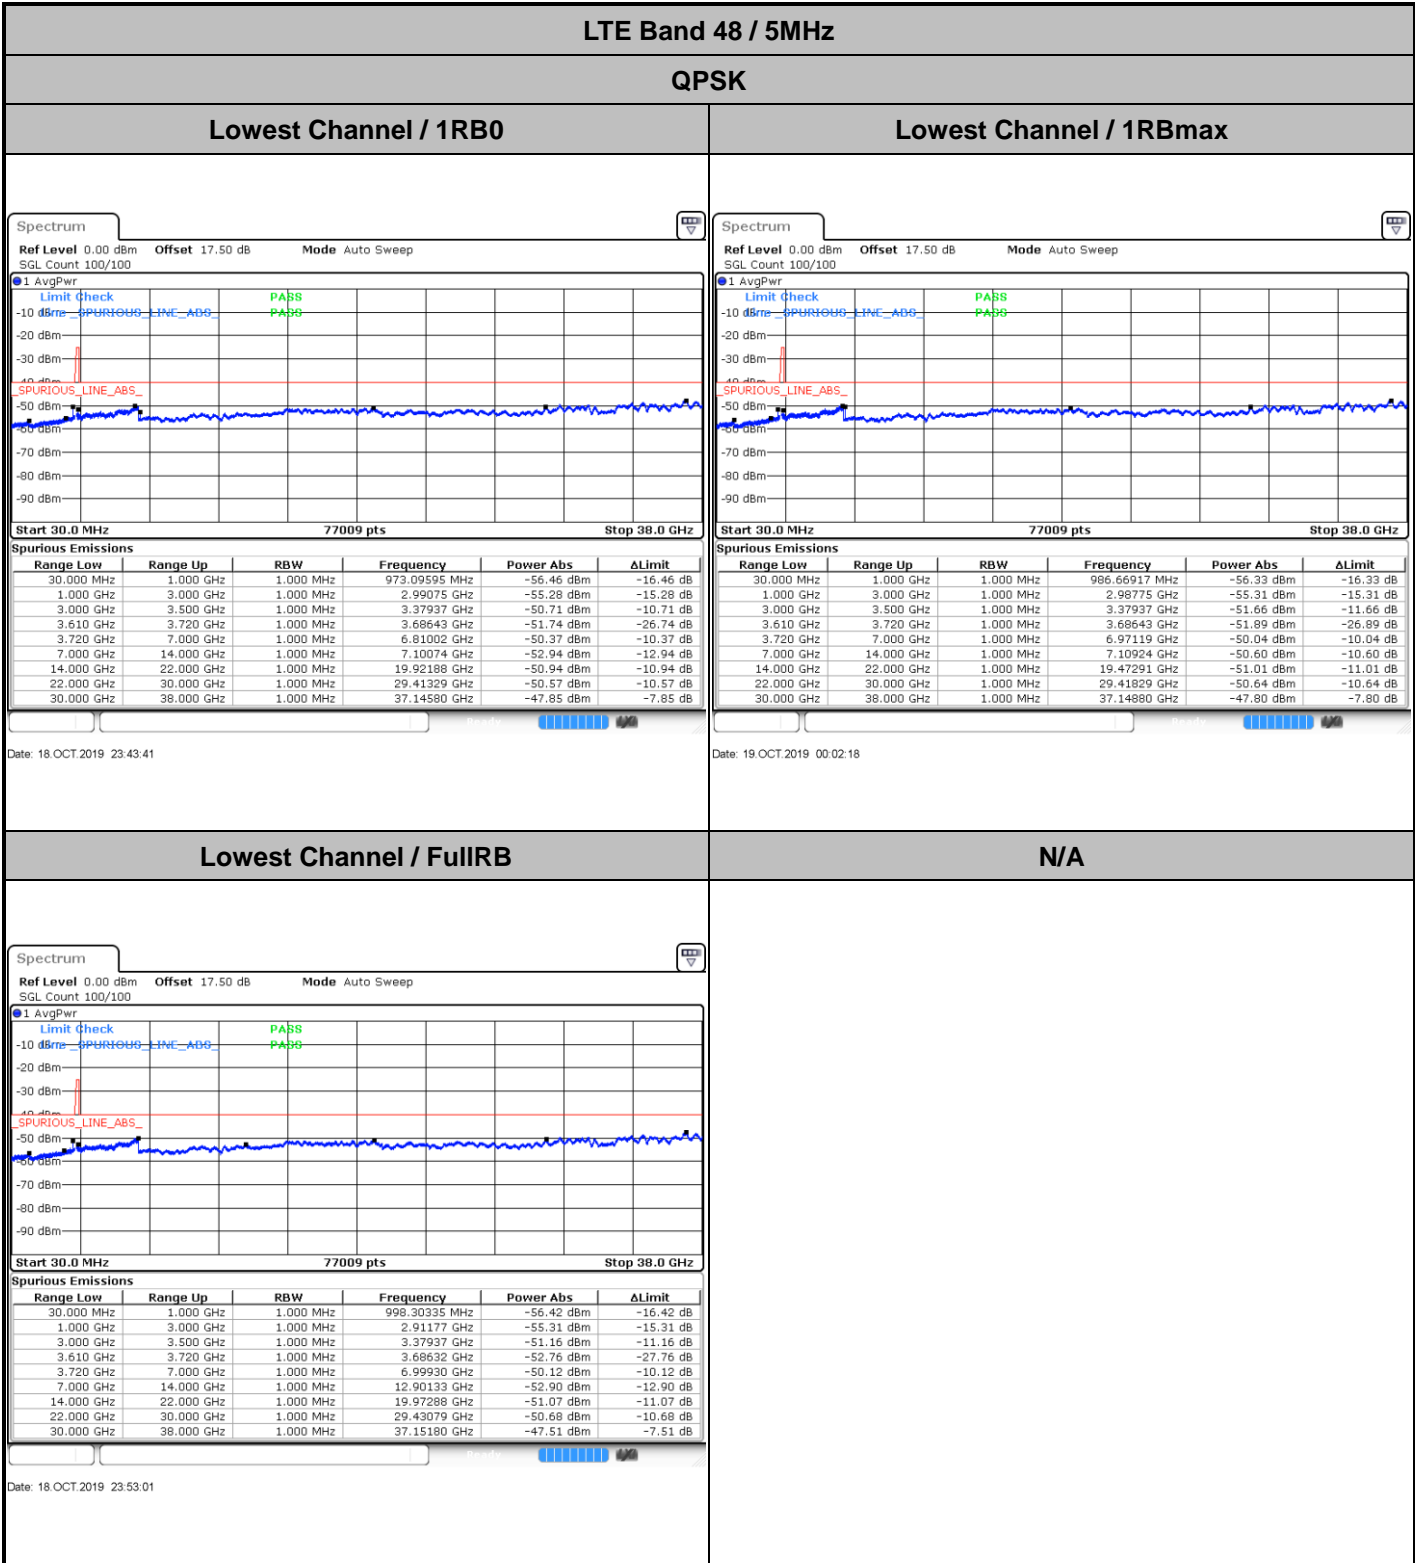 LTE Band 48 / 5MHz
QPSK
Lowest Channel / 1RB0
Lowest Channel / 1RBmax
Spectrum
Ref Level 0.00 dBm Offset 17.50 dB Mode Auto Sweep
SGL Count 100/100
1 AvgPwr
Limit Check PASS
Line _SPURIOUS_LINE_ABS_ PASS
-10 dBm
-20 dBm
-30 dBm
-40 dBm
_SPURIOUS_LINE_ABS_
-50 dBm
-60 dBm
-70 dBm
-80 dBm
-90 dBm
Start 30.0 MHz 77009 pts Stop 38.0 GHz
Spurious Emissions
Range Low Range Up RBW Frequency Power Abs ΔLimit
30.000 MHz 1.000 GHz 1.000 MHz 973.09595 MHz -56.46 dBm -16.46 dB
1.000 GHz 3.000 GHz 1.000 MHz 2.99075 GHz -55.28 dBm -15.28 dB
3.000 GHz 3.500 GHz 1.000 MHz 3.37937 GHz -50.71 dBm -10.71 dB
3.610 GHz 3.720 GHz 1.000 MHz 3.68643 GHz -51.74 dBm -26.74 dB
3.720 GHz 7.000 GHz 1.000 MHz 6.81002 GHz -50.37 dBm -10.37 dB
7.000 GHz 14.000 GHz 1.000 MHz 7.10074 GHz -52.94 dBm -12.94 dB
14.000 GHz 22.000 GHz 1.000 MHz 19.92188 GHz -50.94 dBm -10.94 dB
22.000 GHz 30.000 GHz 1.000 MHz 29.41329 GHz -50.57 dBm -10.57 dB
30.000 GHz 38.000 GHz 1.000 MHz 37.14580 GHz -47.85 dBm -7.85 dB
Ready
Date: 18.OCT.2019 23:43:41
Spectrum
Ref Level 0.00 dBm Offset 17.50 dB Mode Auto Sweep
SGL Count 100/100
1 AvgPwr
Limit Check PASS
Line _SPURIOUS_LINE_ABS_ PASS
-10 dBm
-20 dBm
-30 dBm
-40 dBm
_SPURIOUS_LINE_ABS_
-50 dBm
-60 dBm
-70 dBm
-80 dBm
-90 dBm
Start 30.0 MHz 77009 pts Stop 38.0 GHz
Spurious Emissions
Range Low Range Up RBW Frequency Power Abs ΔLimit
30.000 MHz 1.000 GHz 1.000 MHz 986.66917 MHz -56.33 dBm -16.33 dB
1.000 GHz 3.000 GHz 1.000 MHz 2.98775 GHz -55.31 dBm -15.31 dB
3.000 GHz 3.500 GHz 1.000 MHz 3.37937 GHz -51.66 dBm -11.66 dB
3.610 GHz 3.720 GHz 1.000 MHz 3.68643 GHz -51.89 dBm -26.89 dB
3.720 GHz 7.000 GHz 1.000 MHz 6.97119 GHz -50.04 dBm -10.04 dB
7.000 GHz 14.000 GHz 1.000 MHz 7.10924 GHz -50.60 dBm -10.60 dB
14.000 GHz 22.000 GHz 1.000 MHz 19.47291 GHz -51.01 dBm -11.01 dB
22.000 GHz 30.000 GHz 1.000 MHz 29.41829 GHz -50.64 dBm -10.64 dB
30.000 GHz 38.000 GHz 1.000 MHz 37.14880 GHz -47.80 dBm -7.80 dB
Ready
Date: 19.OCT.2019 00:02:18
Lowest Channel / FullRB
N/A
Spectrum
Ref Level 0.00 dBm Offset 17.50 dB Mode Auto Sweep
SGL Count 100/100
1 AvgPwr
Limit Check PASS
Line _SPURIOUS_LINE_ABS_ PASS
-10 dBm
-20 dBm
-30 dBm
-40 dBm
_SPURIOUS_LINE_ABS_
-50 dBm
-60 dBm
-70 dBm
-80 dBm
-90 dBm
Start 30.0 MHz 77009 pts Stop 38.0 GHz
Spurious Emissions
Range Low Range Up RBW Frequency Power Abs ΔLimit
30.000 MHz 1.000 GHz 1.000 MHz 998.30335 MHz -56.42 dBm -16.42 dB
1.000 GHz 3.000 GHz 1.000 MHz 2.91177 GHz -55.31 dBm -15.31 dB
3.000 GHz 3.500 GHz 1.000 MHz 3.37937 GHz -51.16 dBm -11.16 dB
3.610 GHz 3.720 GHz 1.000 MHz 3.68632 GHz -52.76 dBm -27.76 dB
3.720 GHz 7.000 GHz 1.000 MHz 6.99930 GHz -50.12 dBm -10.12 dB
7.000 GHz 14.000 GHz 1.000 MHz 12.90133 GHz -52.90 dBm -12.90 dB
14.000 GHz 22.000 GHz 1.000 MHz 19.97288 GHz -51.07 dBm -11.07 dB
22.000 GHz 30.000 GHz 1.000 MHz 29.43079 GHz -50.68 dBm -10.68 dB
30.000 GHz 38.000 GHz 1.000 MHz 37.15180 GHz -47.51 dBm -7.51 dB
Ready
Date: 18.OCT.2019 23:53:01